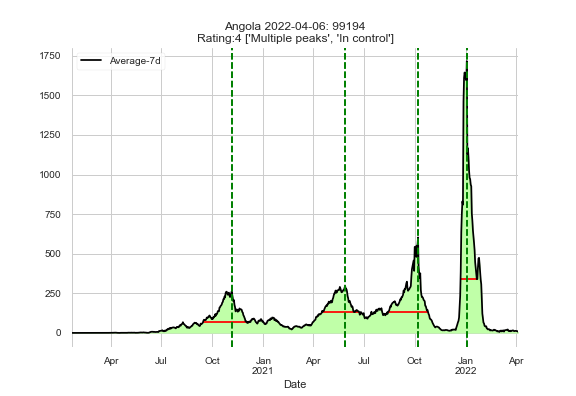 Angola 2022-04-06: 99194
Rating:4 ['Multiple peaks', 'In control']
Average-7d
1750
1500
1250
1000
750
500
250
0
Apr Jul Oct Jan Apr Jul Oct Jan Apr
2021 2022
Date